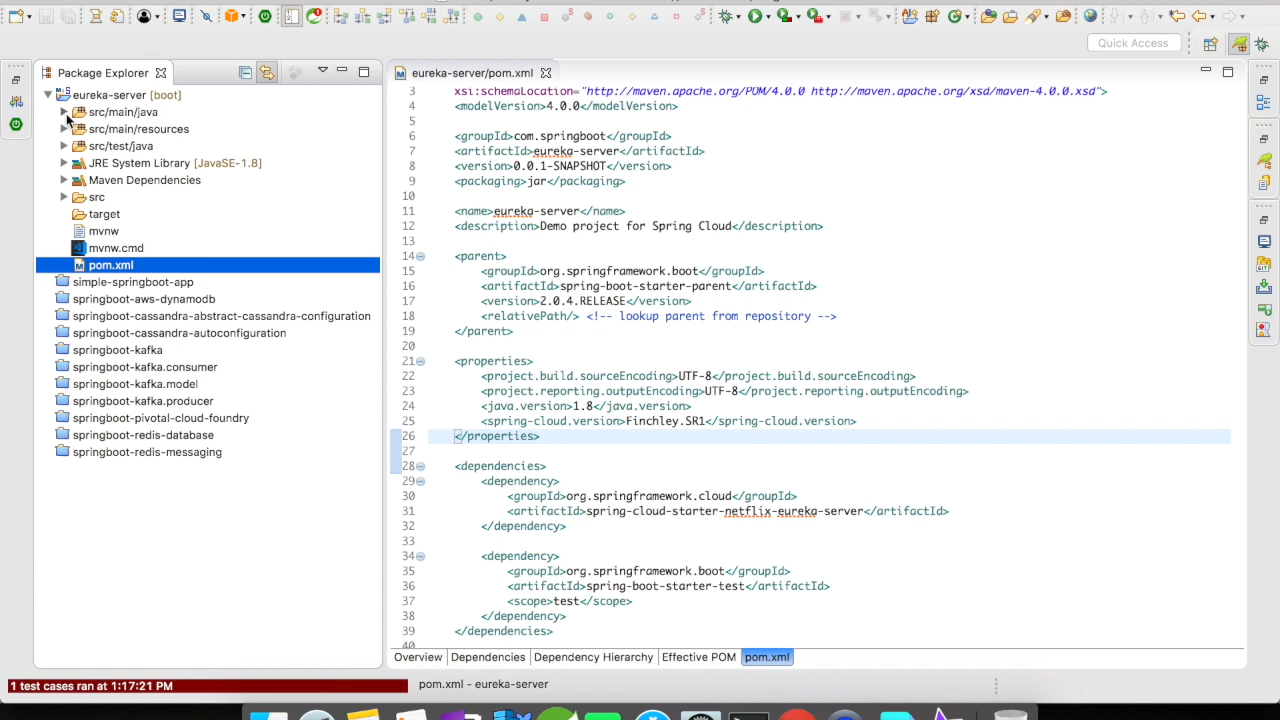 Quick Access
Package Explorer
eureka-server [boot]
src/main/java
src/main/resources
src/test/java
JRE System Library [JavaSE-1.8]
Maven Dependencies
src
target
mvnw
mvnw.cmd
pom.xml
simple-springboot-app
springboot-aws-dynamodb
springboot-cassandra-abstract-cassandra-configuration
springboot-cassandra-autoconfiguration
springboot-kafka
springboot-kafka.consumer
springboot-kafka.model
springboot-kafka.producer
springboot-pivotal-cloud-foundry
springboot-redis-database
springboot-redis-messaging
eureka-server/pom.xml
3 xsi:schemaLocation="http://maven.apache.org/POM/4.0.0 http://maven.apache.org/xsd/maven-4.0.0.xsd">
4 <modelVersion>4.0.0</modelVersion>
5
6 <groupId>com.springboot</groupId>
7 <artifactId>eureka-server</artifactId>
8 <version>0.0.1-SNAPSHOT</version>
9 <packaging>jar</packaging>
10
11 <name>eureka-server</name>
12 <description>Demo project for Spring Cloud</description>
13
14 <parent>
15 <groupId>org.springframework.boot</groupId>
16 <artifactId>spring-boot-starter-parent</artifactId>
17 <version>2.0.4.RELEASE</version>
18 <relativePath/> <!-- lookup parent from repository -->
19 </parent>
20
21 <properties>
22 <project.build.sourceEncoding>UTF-8</project.build.sourceEncoding>
23 <project.reporting.outputEncoding>UTF-8</project.reporting.outputEncoding>
24 <java.version>1.8</java.version>
25 <spring-cloud.version>Finchley.SR1</spring-cloud.version>
26 </properties>
27
28 <dependencies>
29 <dependency>
30 <groupId>org.springframework.cloud</groupId>
31 <artifactId>spring-cloud-starter-netflix-eureka-server</artifactId>
32 </dependency>
33
34 <dependency>
35 <groupId>org.springframework.boot</groupId>
36 <artifactId>spring-boot-starter-test</artifactId>
37 <scope>test</scope>
38 </dependency>
39 </dependencies>
40
Overview Dependencies Dependency Hierarchy Effective POM pom.xml
1 test cases ran at 1:17:21 PM
pom.xml - eureka-server